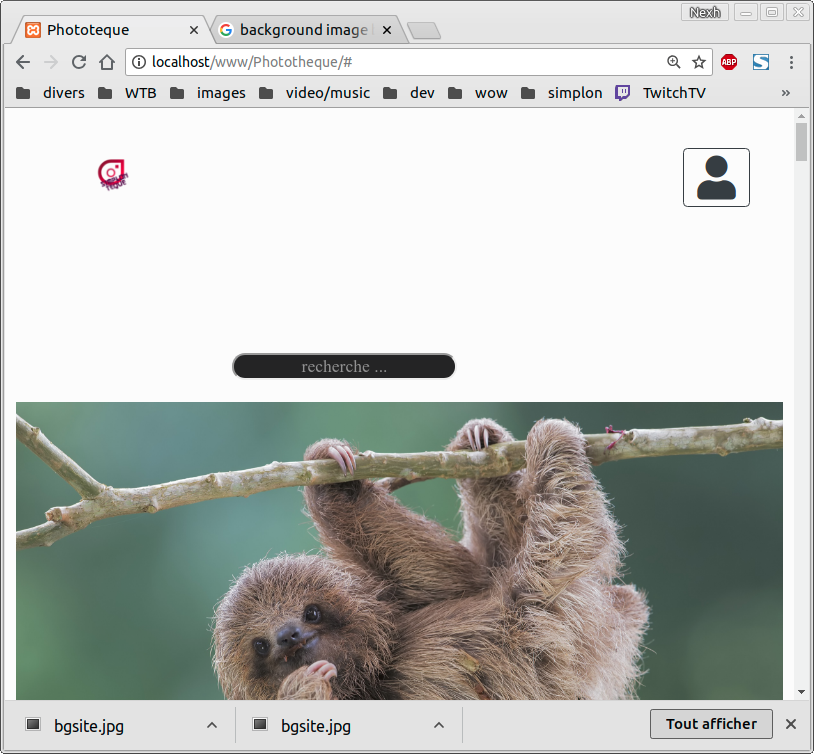 Nexh
Phototeque
background image
localhost/www/Phototheque/#
ABP
divers WTB images video/music dev wow simplon TwitchTV »
recherche ...
bgsite.jpg
bgsite.jpg
Tout afficher